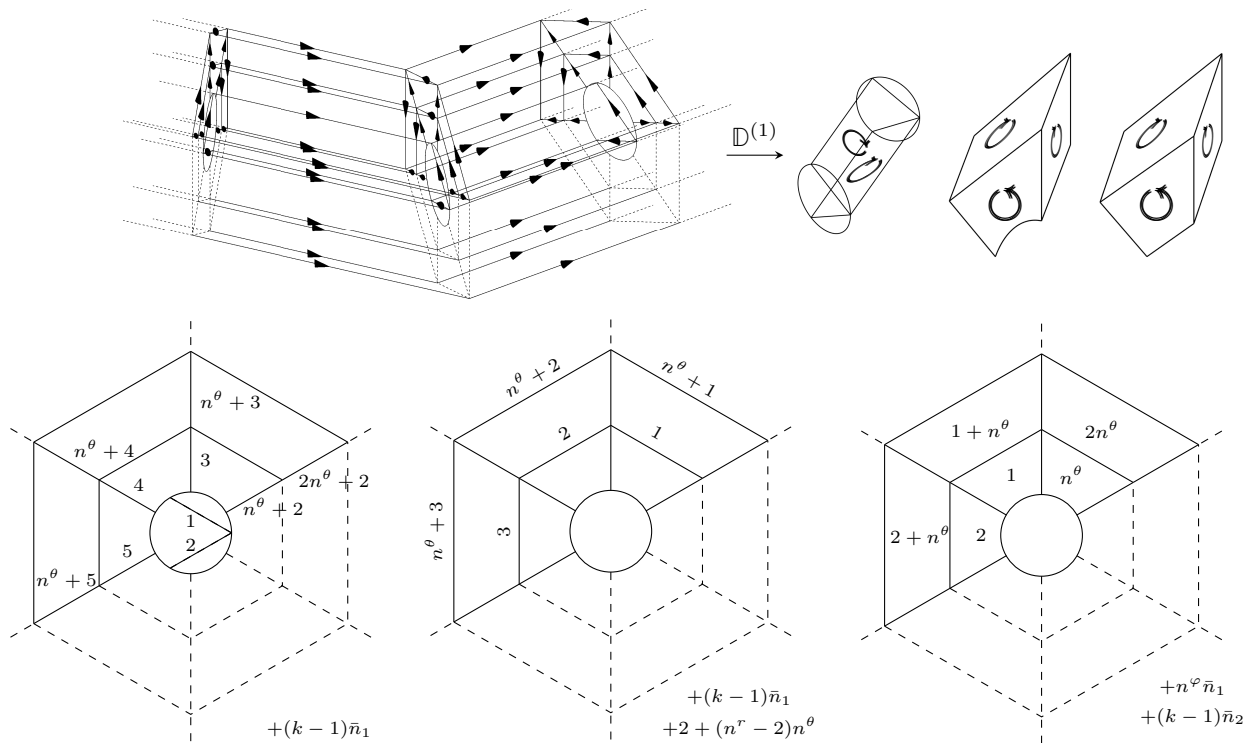 𝔻^{(1)}
n^θ + 3
n^θ + 4
3
4
2n^θ + 2
n^θ + 2
1
2
5
n^θ + 5
+(k − 1)n̄_1
n^θ + 2
n^θ + 1
2
1
n^θ + 3
3
+(k − 1)n̄_1
+2 + (n^r − 2)n^θ
1 + n^θ
2n^θ
1
n^θ
2 + n^θ
2
+n^φ n̄_1
+(k − 1)n̄_2